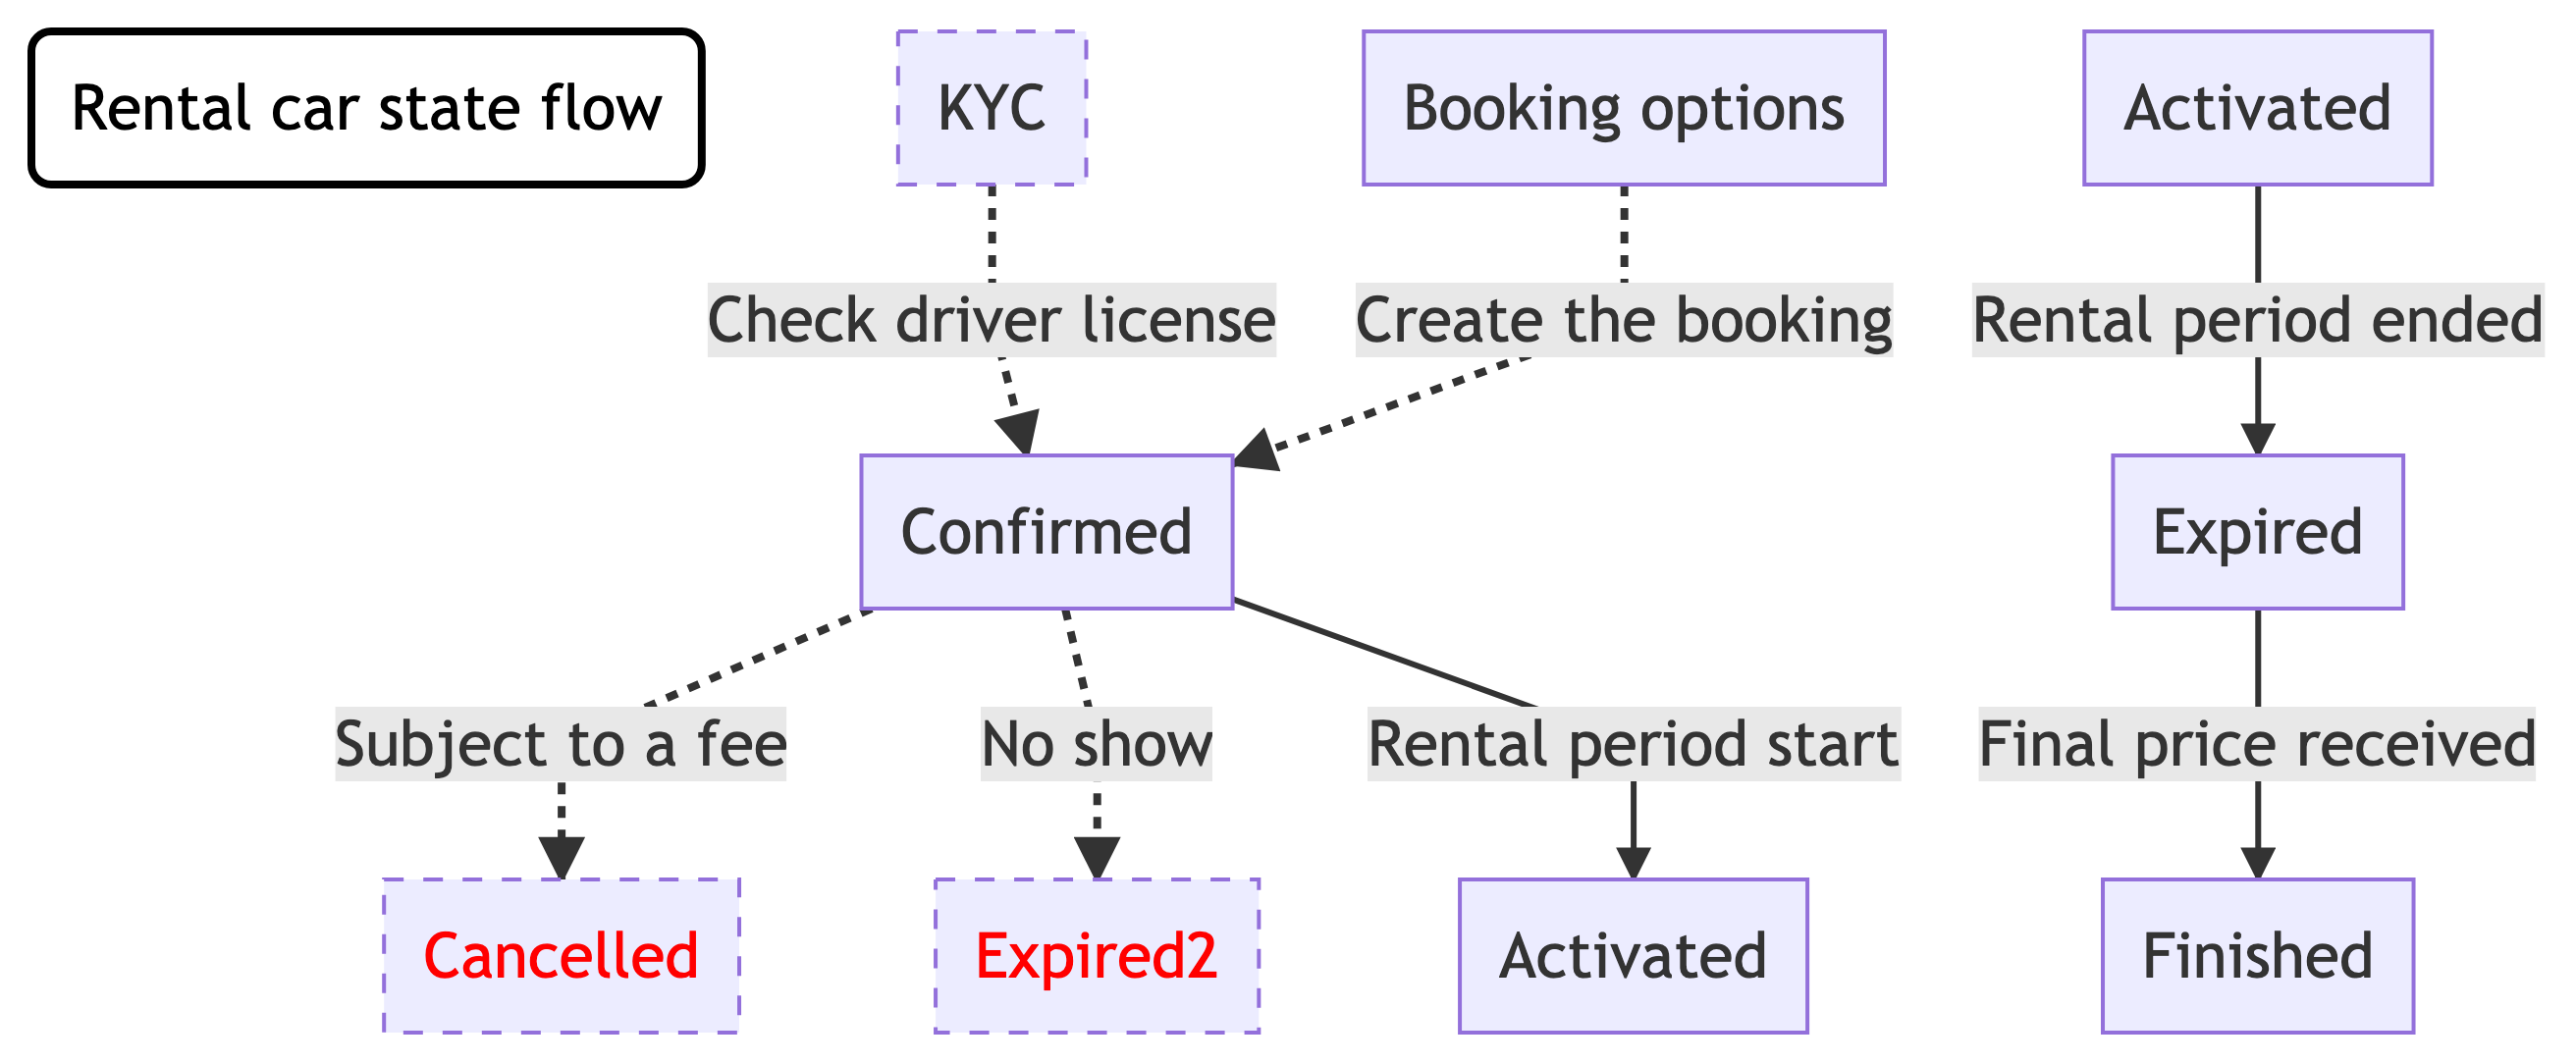 Rental car state flow
KYC
Booking options
Activated
Check driver license
Create the booking
Rental period ended
Confirmed
Expired
Subject to a fee
No show
Rental period start
Final price received
Cancelled
Expired2
Activated
Finished